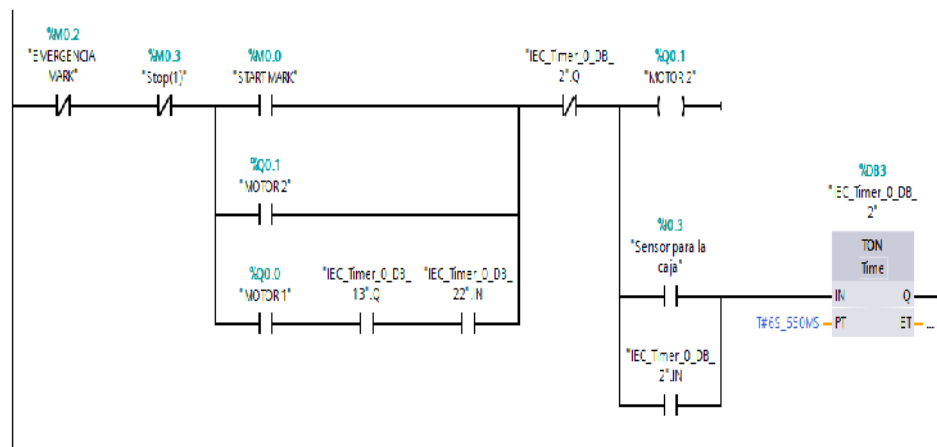 %M0.2
"EMERGENCIA
MARK"
%M0.3
"Stop(1)"
%M0.0
"START MARK"
"IEC_Timer_0_DB_
2".Q
%Q0.1
"MOTOR 2"
%Q0.1
"MOTOR 2"
%Q0.0
"MOTOR 1"
"IEC_Timer_0_DB_
13".Q
"IEC_Timer_0_DB_
22".IN
%I0.3
"Sensor para la
caja"
"IEC_Timer_0_DB_
2".IN
%DB3
"IEC_Timer_0_DB_
2"
TON
Time
IN
Q
T#6S_550MS
PT
ET
...